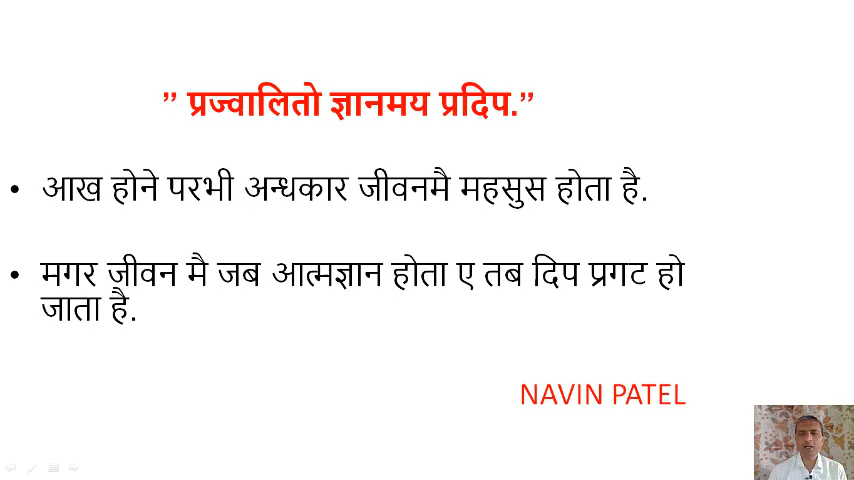 ” प्रज्वालितो ज्ञानमय प्रदिप.”
• आख होने परभी अन्धकार जीवनमै महसुस होता है.
• मगर जीवन मै जब आत्मज्ञान होता ए तब दिप प्रगट हो
जाता है.
NAVIN PATEL